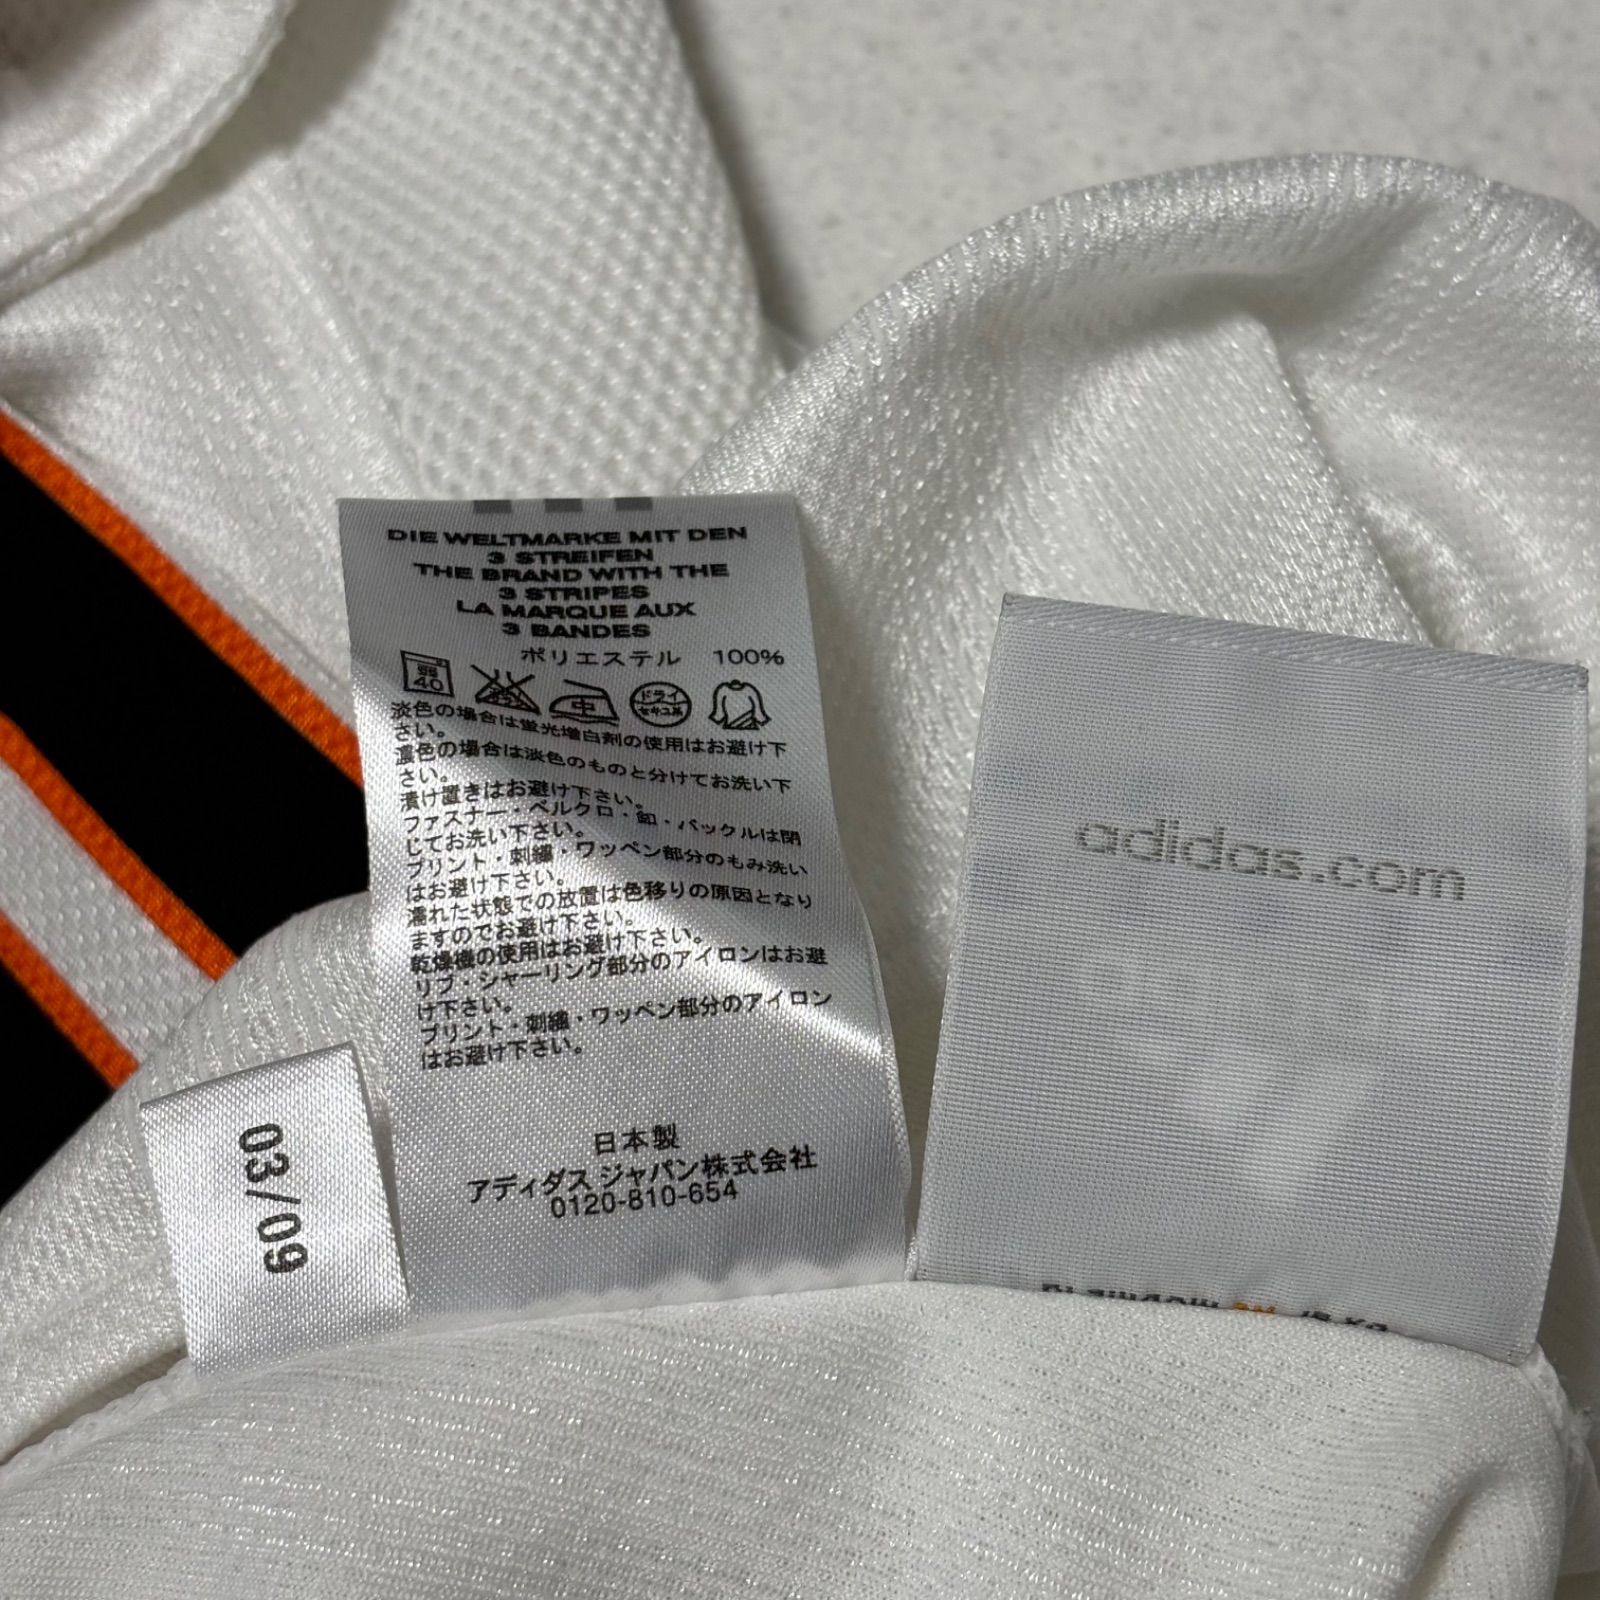 DIE WELTMARKE MIT DEN
3 STREIFEN
THE BRAND WITH THE
3 STRIPES
LA MARQUE AUX
3 BANDES
ポリエステル 100%
40
中
ドライ
淡色の場合は蛍光増白剤の使用はお避け下
さい。
濃色の場合は淡色のものと分けてお洗い下
さい。
漬け置きはお避け下さい。
ファスナー・ベルクロ・釦・バックルは閉
じてお洗い下さい。
プリント・刺繍・ワッペン部分のもみ洗い
はお避け下さい。
濡れた状態での放置は色移りの原因となり
ますのでお避け下さい。
乾燥機の使用はお避け下さい。
リブ・シャーリング部分のアイロンはお避
け下さい。
プリント・刺繍・ワッペン部分のアイロン
はお避け下さい。
日本製
アディダス ジャパン株式会社
0120-810-654
03/09
adidas.com